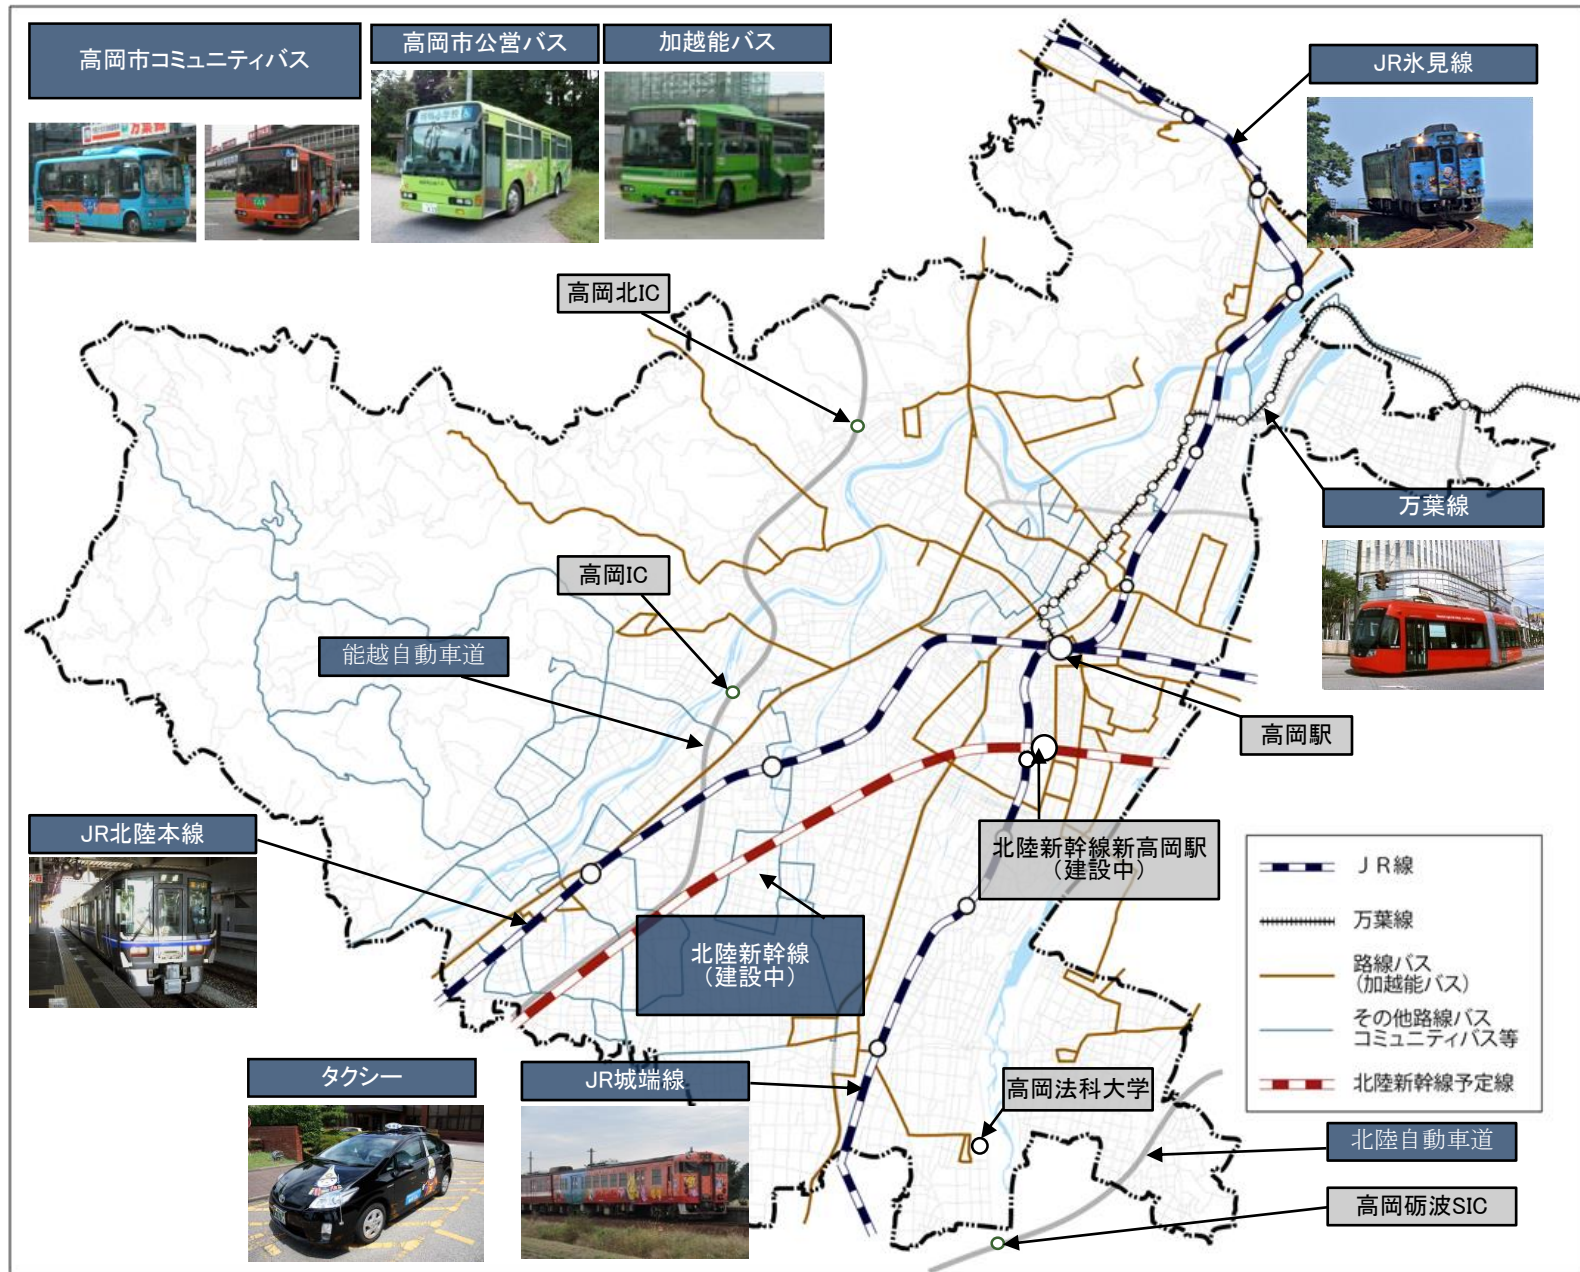 高岡市コミュニティバス
高岡市公営バス
加越能バス
JR氷見線
高岡北IC
万葉線
高岡IC
能越自動車道
高岡駅
JR北陸本線
北陸新幹線新高岡駅
（建設中）
北陸新幹線
（建設中）
ＪＲ線
万葉線
路線バス
（加越能バス）
その他路線バス
コミュニティバス等
北陸新幹線予定線
タクシー
JR城端線
高岡法科大学
北陸自動車道
高岡砺波SIC